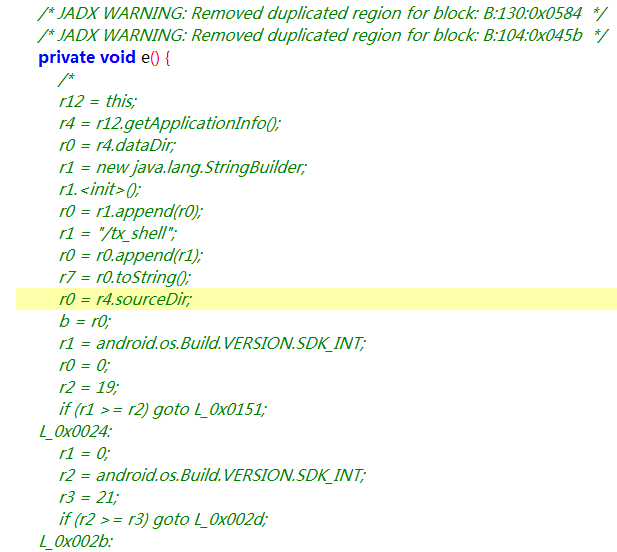 /* JADX WARNING: Removed duplicated region for block: B:130:0x0584  */
/* JADX WARNING: Removed duplicated region for block: B:104:0x045b  */
private void e() {
/*
r12 = this;
r4 = r12.getApplicationInfo();
r0 = r4.dataDir;
r1 = new java.lang.StringBuilder;
r1.<init>();
r0 = r1.append(r0);
r1 = "/tx_shell";
r0 = r0.append(r1);
r7 = r0.toString();
r0 = r4.sourceDir;
b = r0;
r1 = android.os.Build.VERSION.SDK_INT;
r0 = 0;
r2 = 19;
if (r1 >= r2) goto L_0x0151;
L_0x0024:
r1 = 0;
r2 = android.os.Build.VERSION.SDK_INT;
r3 = 21;
if (r2 >= r3) goto L_0x002d;
L_0x002b: